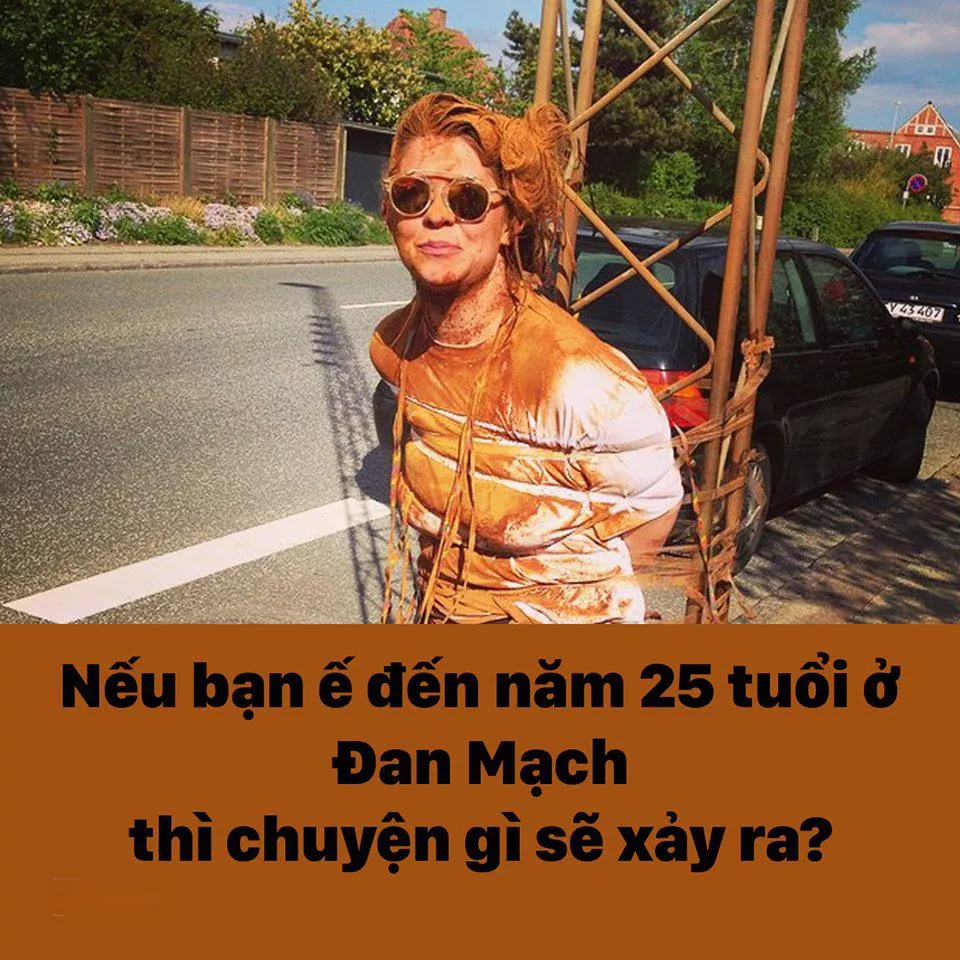 Y 43 407
Nếu bạn ế đến năm 25 tuổi ở
Đan Mạch
thì chuyện gì sẽ xảy ra?